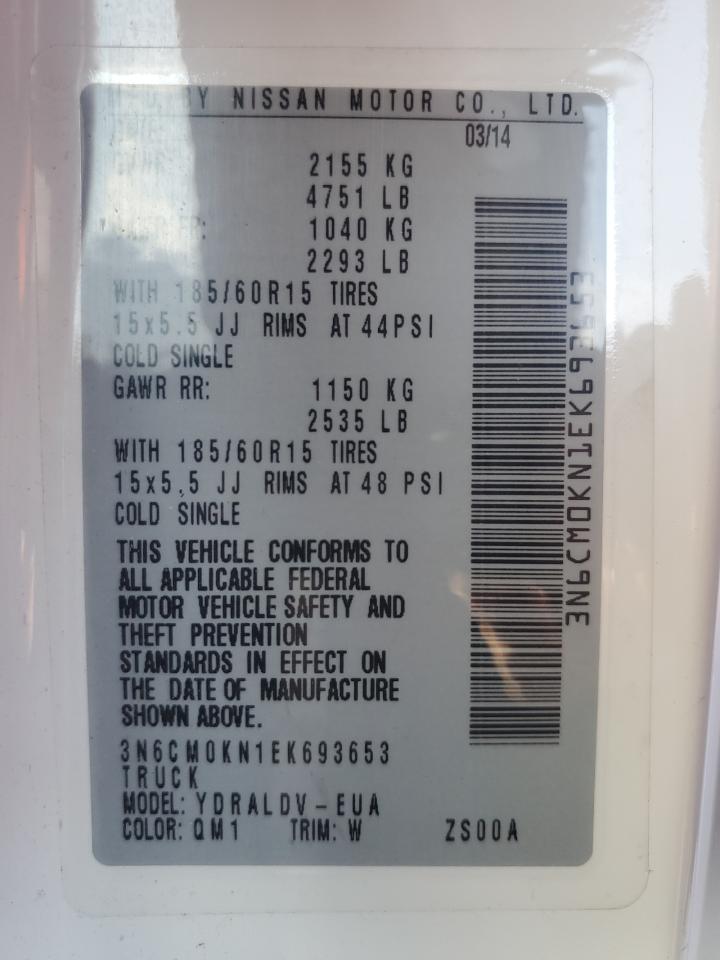 BY NISSAN MOTOR CO., LTD.
DATE: 03/14
GVWR: 2155 KG
4751 LB
1040 KG
2293 LB
WITH 185/60R15 TIRES
15x5.5 JJ RIMS AT 44PSI
COLD SINGLE
GAWR RR: 1150 KG
2535 LB
WITH 185/60R15 TIRES
15x5.5 JJ RIMS AT 48 PSI
COLD SINGLE
THIS VEHICLE CONFORMS TO
ALL APPLICABLE FEDERAL
MOTOR VEHICLE SAFETY AND
THEFT PREVENTION
STANDARDS IN EFFECT ON
THE DATE OF MANUFACTURE
SHOWN ABOVE.
3N6CM0KN1EK693653
TRUCK
MODEL: YDRALDV-EUA
COLOR: QM1 TRIM: W ZS00A
3N6CM0KN1EK693653